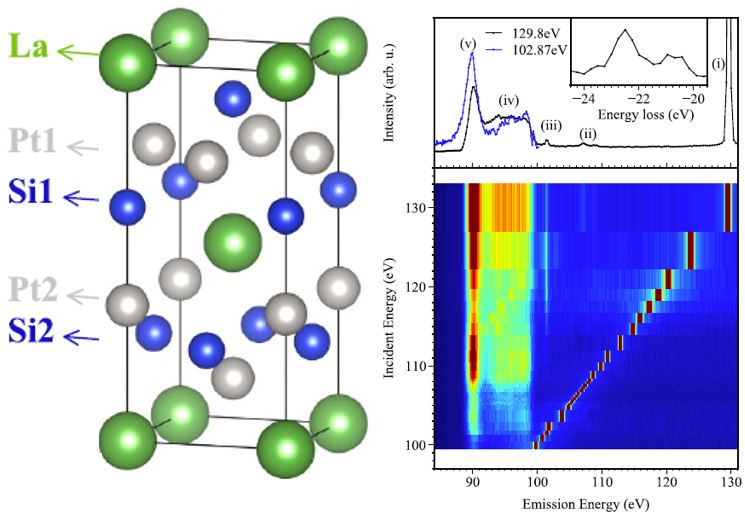 La
Pt1
Si1
Pt2
Si2
Intensity (arb. u.)
129.8eV
102.87eV
(v)
(iv)
(iii)
(ii)
(i)
−24
−22
−20
Energy loss (eV)
Incident Energy (eV)
130
120
110
100
90
100
110
120
130
Emission Energy (eV)